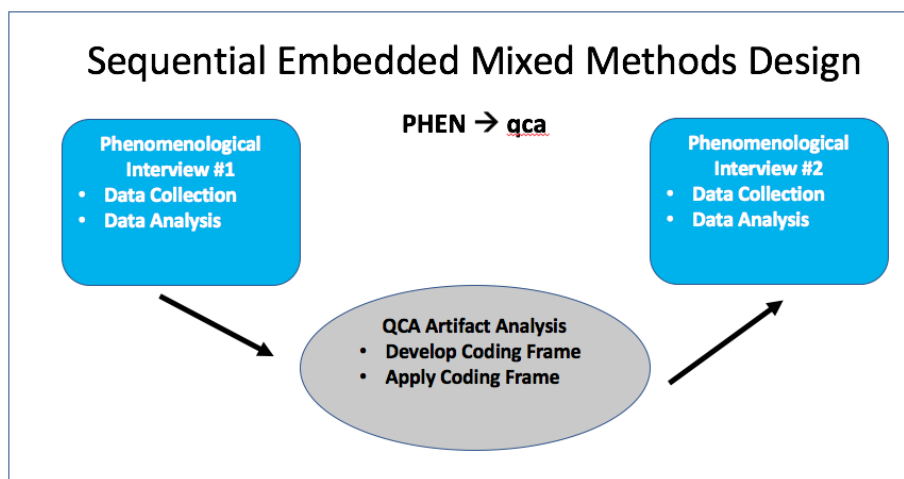 Sequential Embedded Mixed Methods Design
PHEN → qca
Phenomenological
Interview #1
• Data Collection
• Data Analysis
Phenomenological
Interview #2
• Data Collection
• Data Analysis
QCA Artifact Analysis
• Develop Coding Frame
• Apply Coding Frame